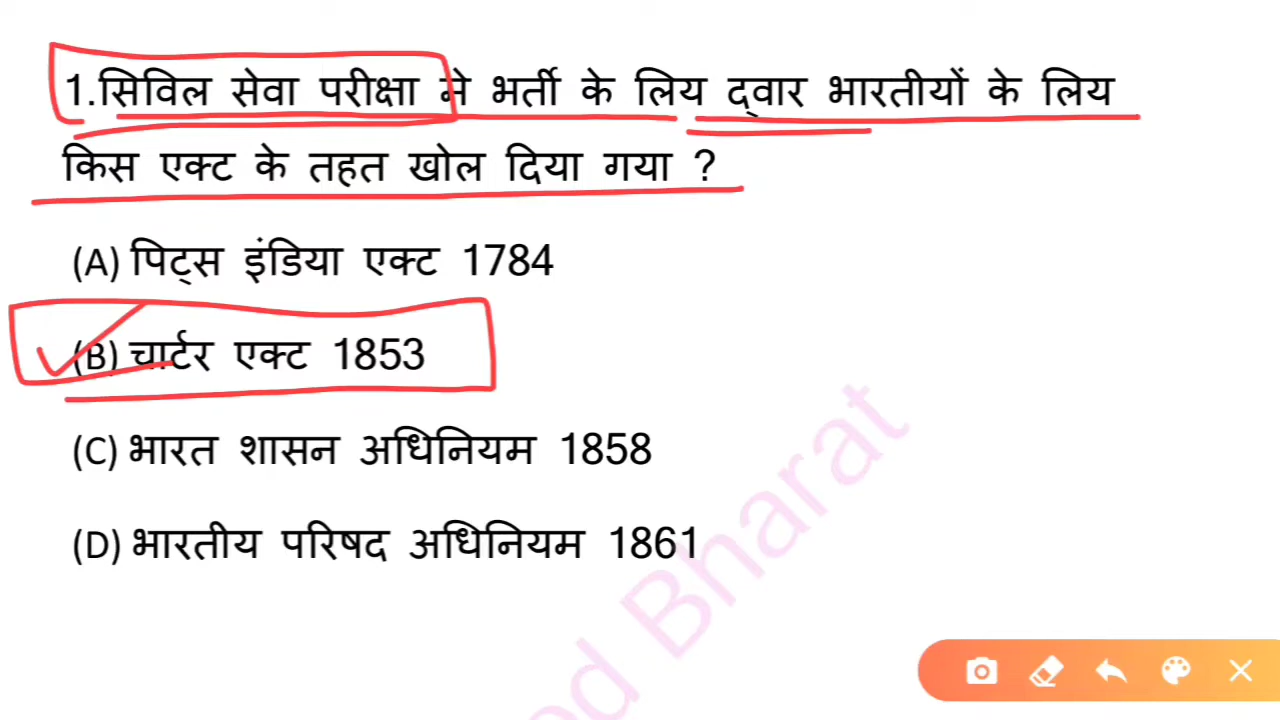 1.सिविल सेवा परीक्षा मे भर्ती के लिय द्वार भारतीयों के लिय
किस एक्ट के तहत खोल दिया गया ?
(A) पिट्स इंडिया एक्ट 1784
(B) चार्टर एक्ट 1853
(C) भारत शासन अधिनियम 1858
(D) भारतीय परिषद अधिनियम 1861
Bharat